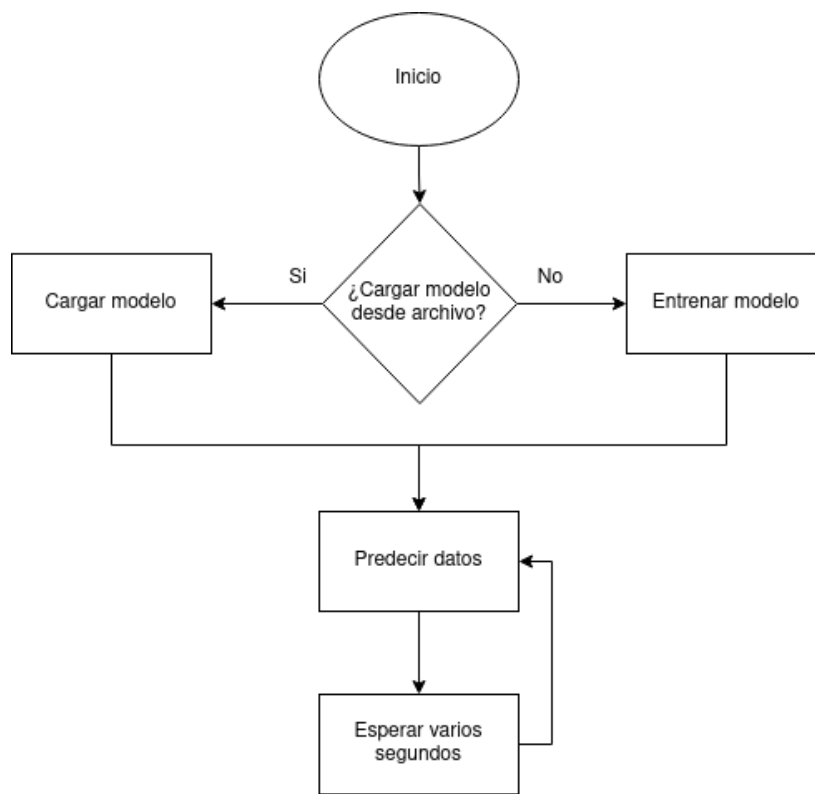 Inicio
¿Cargar modelo
desde archivo?
Si
No
Cargar modelo
Entrenar modelo
Predecir datos
Esperar varios
segundos